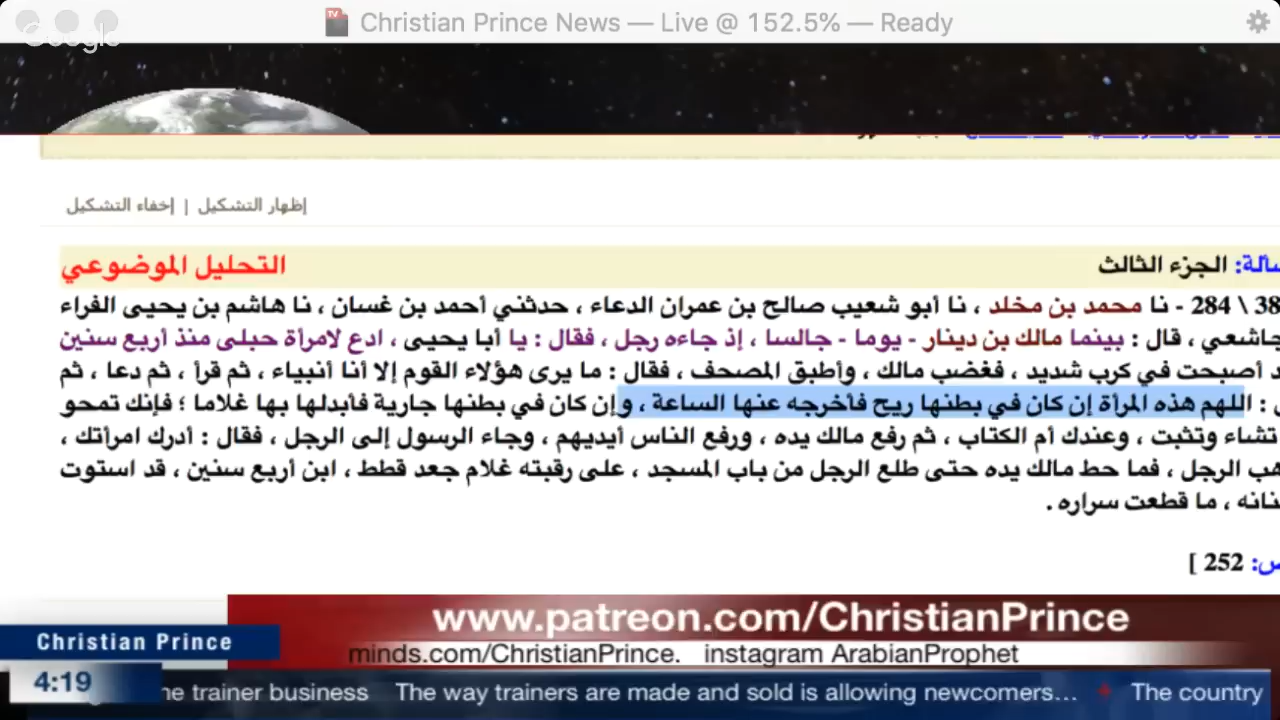 Christian Prince News — Live @ 152.5% — Ready
Google
إظهار التشكيل | إخفاء التشكيل
الجزء الثالث
التحليل الموضوعي
284 - نا محمد بن مخلد ، نا أبو شعيب صالح بن عمران الدعاء ، حدثني أحمد بن غسان ، نا هاشم بن يحيى الفراء
، قال : بينما مالك بن دينار - يوما - جالسا ، إذ جاءه رجل ، فقال : يا أبا يحيى ، ادع لامرأة حبلى منذ أربع سنين
أصبحت في كرب شديد ، فغضب مالك ، وأطبق المصحف ، فقال : ما يرى هؤلاء القوم إلا أنا أنبياء ، ثم قرأ ، ثم دعا ، ثم
: اللهم هذه المرأة إن كان في بطنها ريح فأخرجه عنها الساعة ، وإن كان في بطنها جارية فأبدلها بها غلاما ؛ فإنك تمحو
تشاء وتثبت ، وعندك أم الكتاب ، ثم رفع مالك يده ، ورفع الناس أيديهم ، وجاء الرسول إلى الرجل ، فقال : أدرك امرأتك ،
الرجل ، فما حط مالك يده حتى طلع الرجل من باب المسجد ، على رقبته غلام جعد قطط ، ابن أربع سنين ، قد استوت
، ما قطعت سراره .
252 ]
www.patreon.com/ChristianPrince
Christian Prince
minds.com/ChristianPrince. instagram ArabianProphet
4:19
trainer business The way trainers are made and sold is allowing newcomers... The country